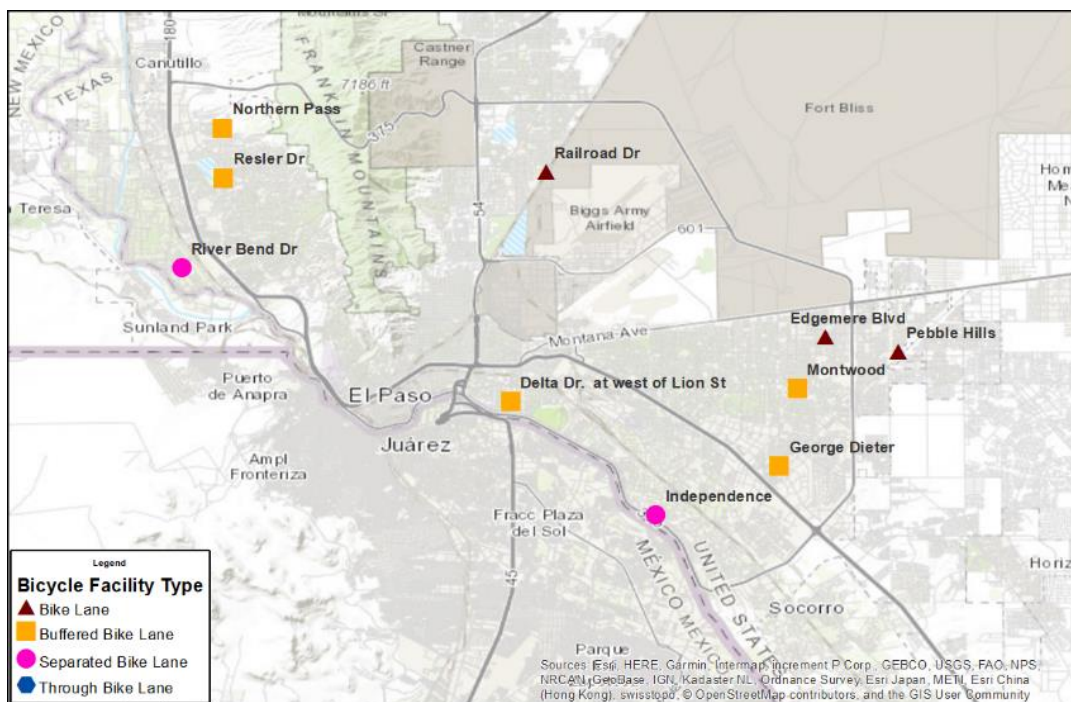 180
Canutillo
NEW MEXICO
TEXAS
FRANKLIN MOUNTAINS
7186 ft
375
Castner
Range
Fort Bliss
Northern Pass
Resler Dr
Railroad Dr
Biggs Army
Airfield
601
54
River Bend Dr
Sunland Park
Montana Ave
Edgemere Blvd
Pebble Hills
Montwood
Puerto
de Anapra
El Paso
Delta Dr. at west of Lion St
Juárez
George Dieter
Ampl
Fronteriza
Independence
Fracc Plaza
del Sol
MÉXICO
UNITED STATES
45
Socorro
Horiz
Parque
Legend
Bicycle Facility Type
Bike Lane
Buffered Bike Lane
Separated Bike Lane
Through Bike Lane
Sources: Esri, HERE, Garmin, Intermap, increment P Corp., GEBCO, USGS, FAO, NPS,
NRCAN, GeoBase, IGN, Kadaster NL, Ordnance Survey, Esri Japan, METI, Esri China
(Hong Kong), swisstopo, © OpenStreetMap contributors, and the GIS User Community